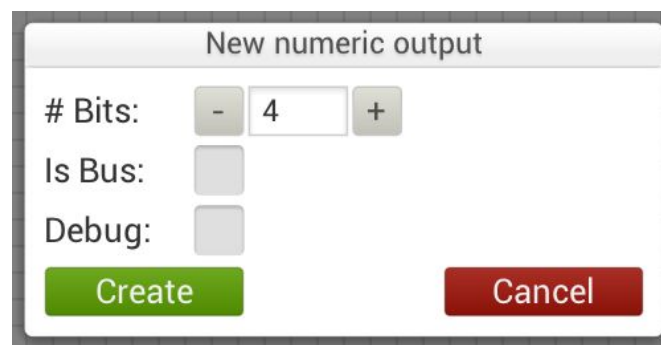 New numeric output
# Bits: - 4 +
Is Bus:
Debug:
Create Cancel